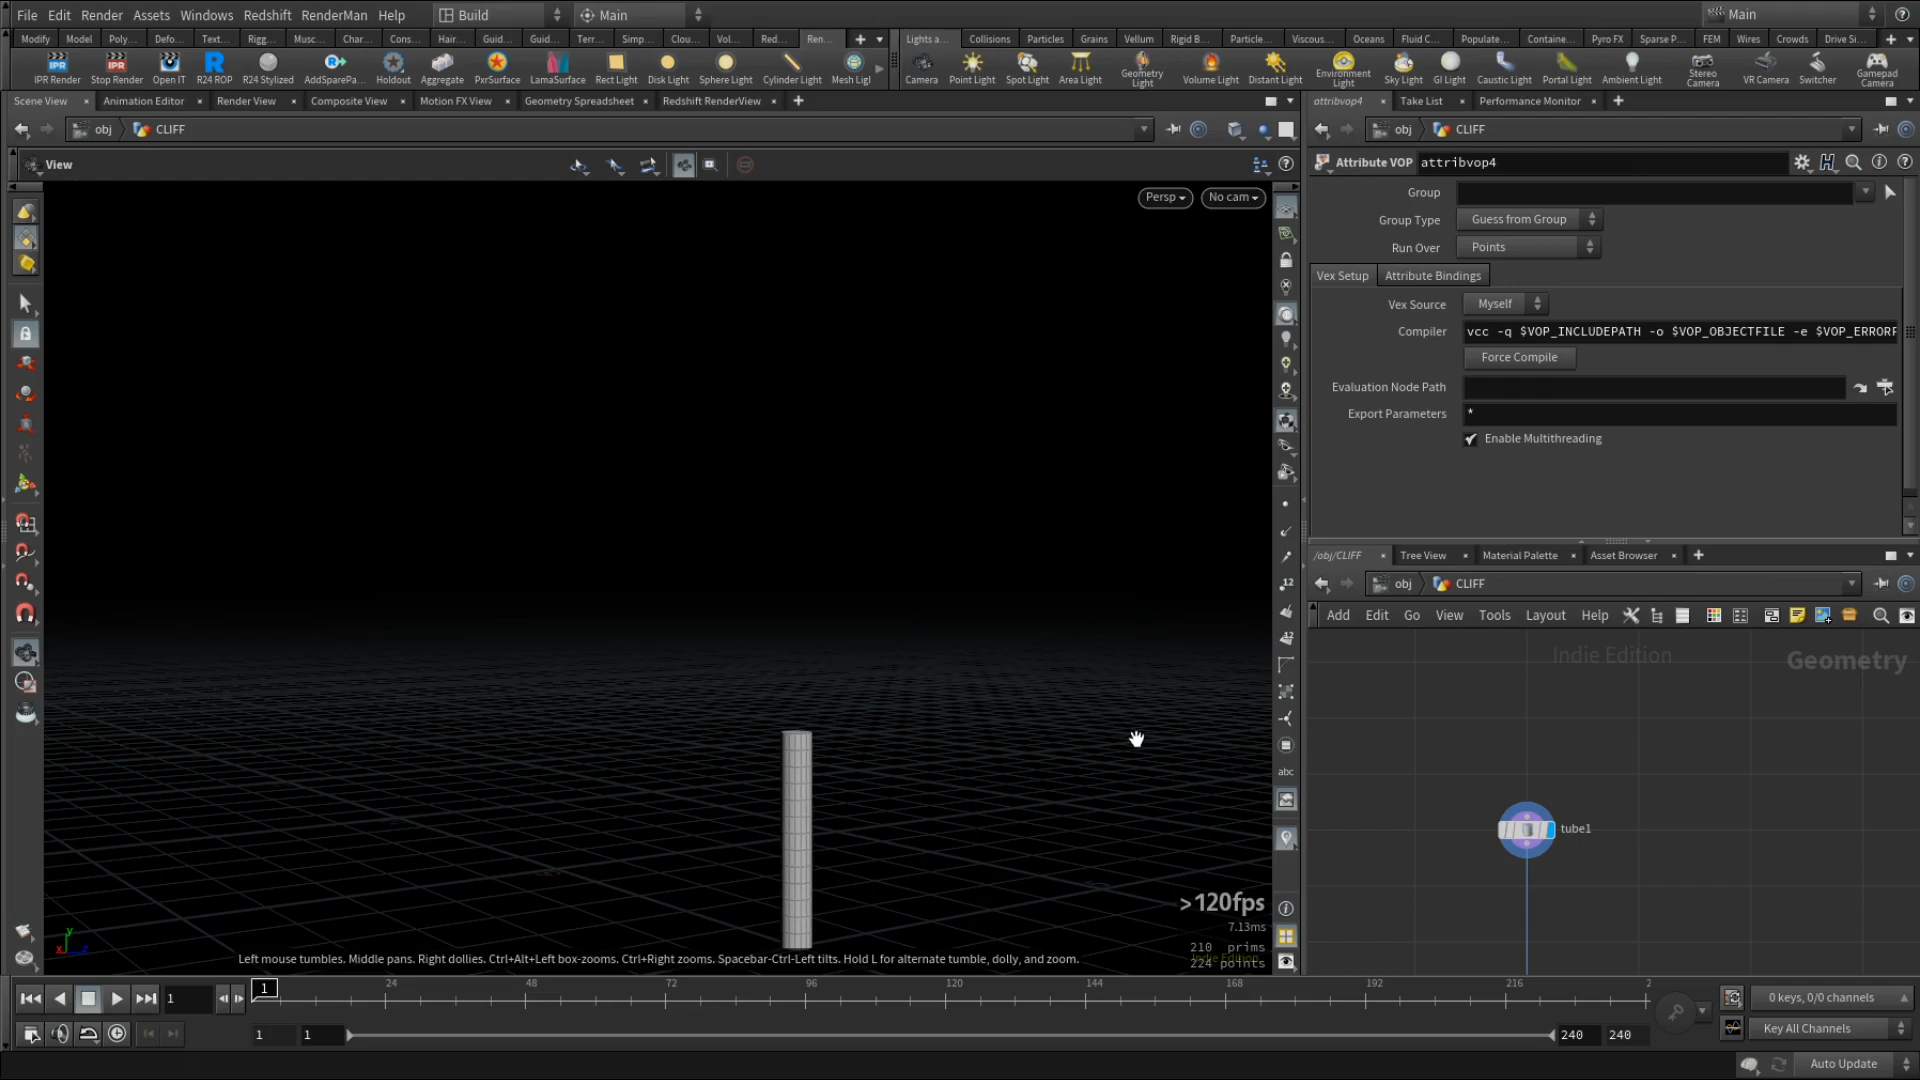 File Edit Render Assets Windows Redshift RenderMan Help Build Main Main
Modify Model Poly... Defo... Text... Rigg... Musc... Char... Cons... Hair... Guid... Guid... Terr... Simp... Clou... Vol... Red... Ren... Lights a... Collisions Particles Grains Vellum Rigid B... Particle... Viscous... Oceans Fluid C... Populate... Containe... Pyro FX Sparse P... FEM Wires Crowds Drive Si...
IPR Render Stop Render Open IT R24 ROP R24 Stylized AddSparePa... Holdout Aggregate PxrSurface LamaSurface Rect Light Disk Light Sphere Light Cylinder Light Mesh Ligl Camera Point Light Spot Light Area Light Geometry Light Volume Light Distant Light Environment Light Sky Light GI Light Caustic Light Portal Light Ambient Light Stereo Camera VR Camera Switcher Gamepad Camera
Scene View Animation Editor Render View Composite View Motion FX View Geometry Spreadsheet Redshift RenderView attribvop4 Take List Performance Monitor
obj CLIFF obj CLIFF
View Attribute VOP attribvop4
Persp No cam
Group
Group Type Guess from Group
Run Over Points
Vex Setup Attribute Bindings
Vex Source Myself
Compiler vcc -q $VOP_INCLUDEPATH -o $VOP_OBJECTFILE -e $VOP_ERRORF
Force Compile
Evaluation Node Path
Export Parameters *
Enable Multithreading
/obj/CLIFF Tree View Material Palette Asset Browser
obj CLIFF
Add Edit Go View Tools Layout Help
Indie Edition Geometry
tube1
12
12
abc
>120fps
7.13ms
210 prims
224 points
Indie Edition
y
x z
Left mouse tumbles. Middle pans. Right dollies. Ctrl+Alt+Left box-zooms. Ctrl+Right zooms. Spacebar-Ctrl-Left tilts. Hold L for alternate tumble, dolly, and zoom.
1 1 24 48 72 96 120 144 168 192 216 2 0 keys, 0/0 channels
1 1 240 240 Key All Channels
Auto Update